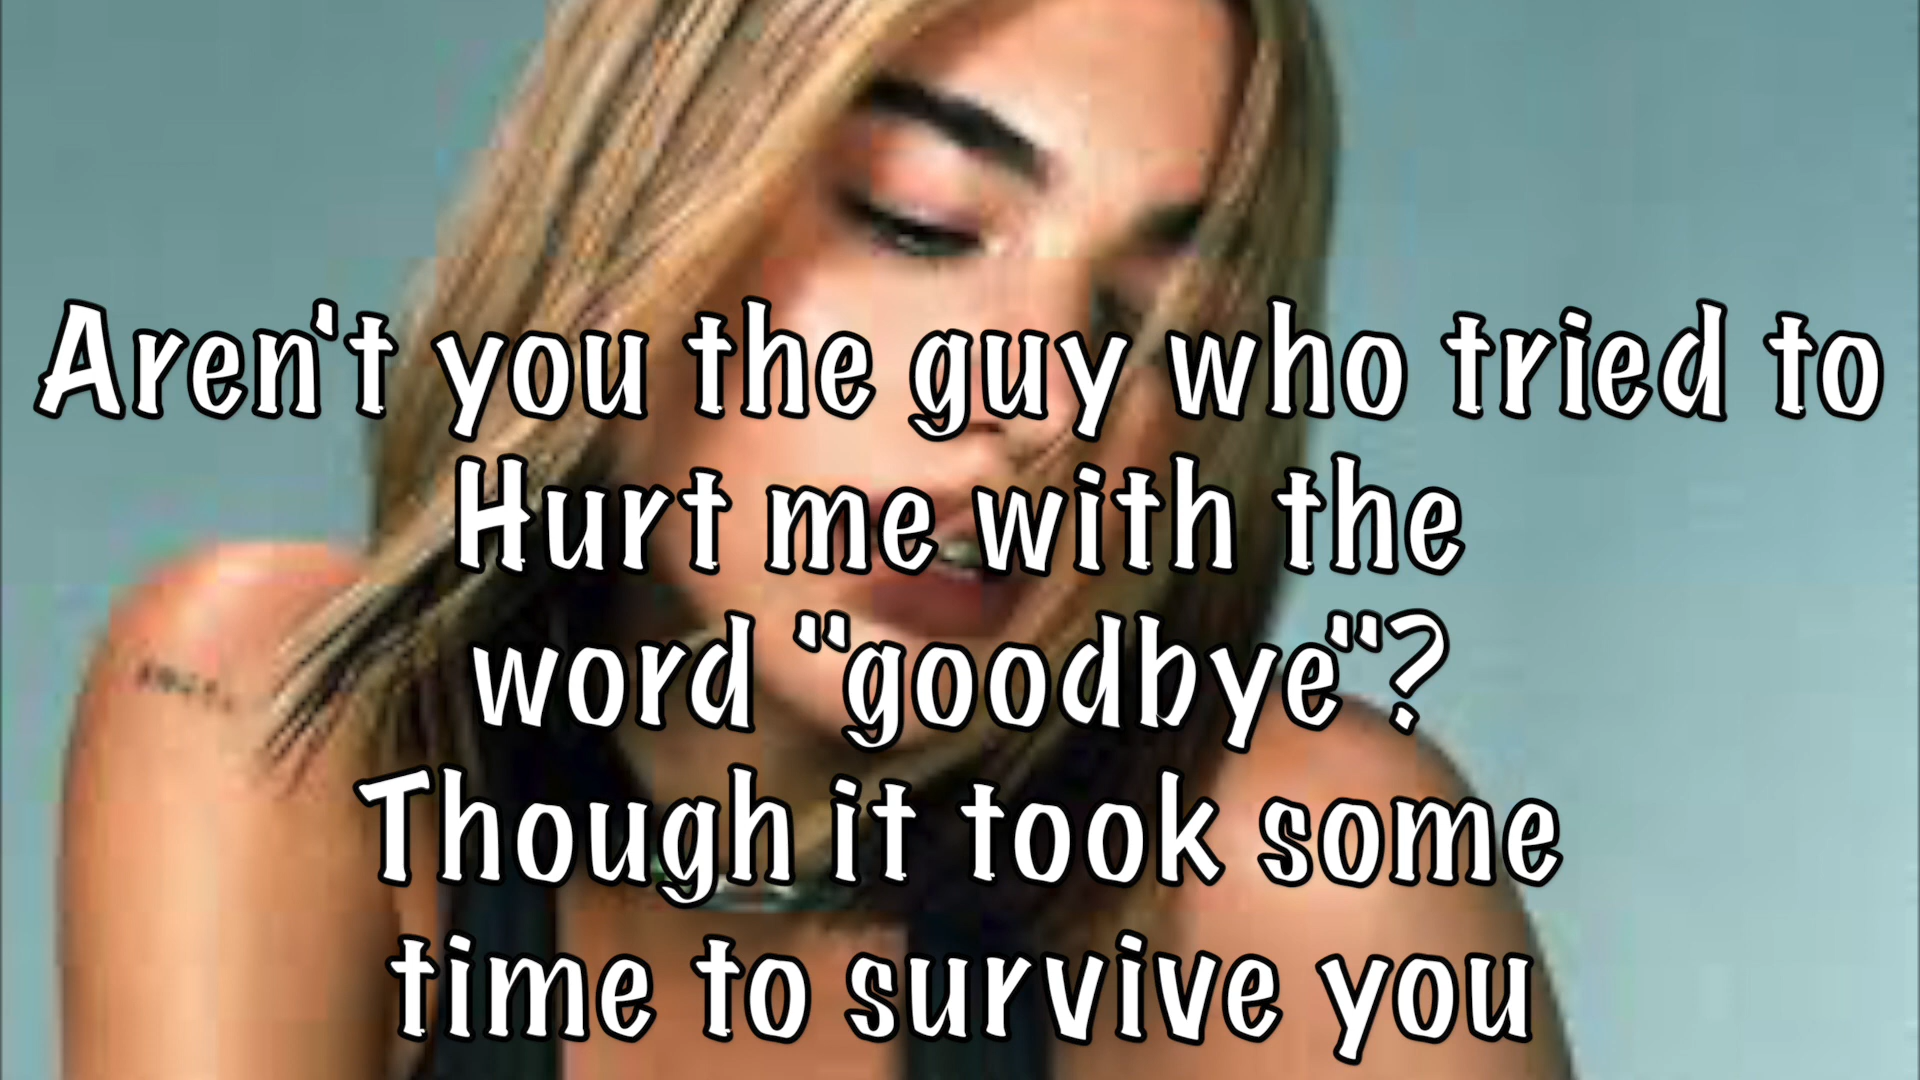 Aren't you the guy who tried to
Hurt me with the
word "goodbye"?
Though it took some
time to survive you